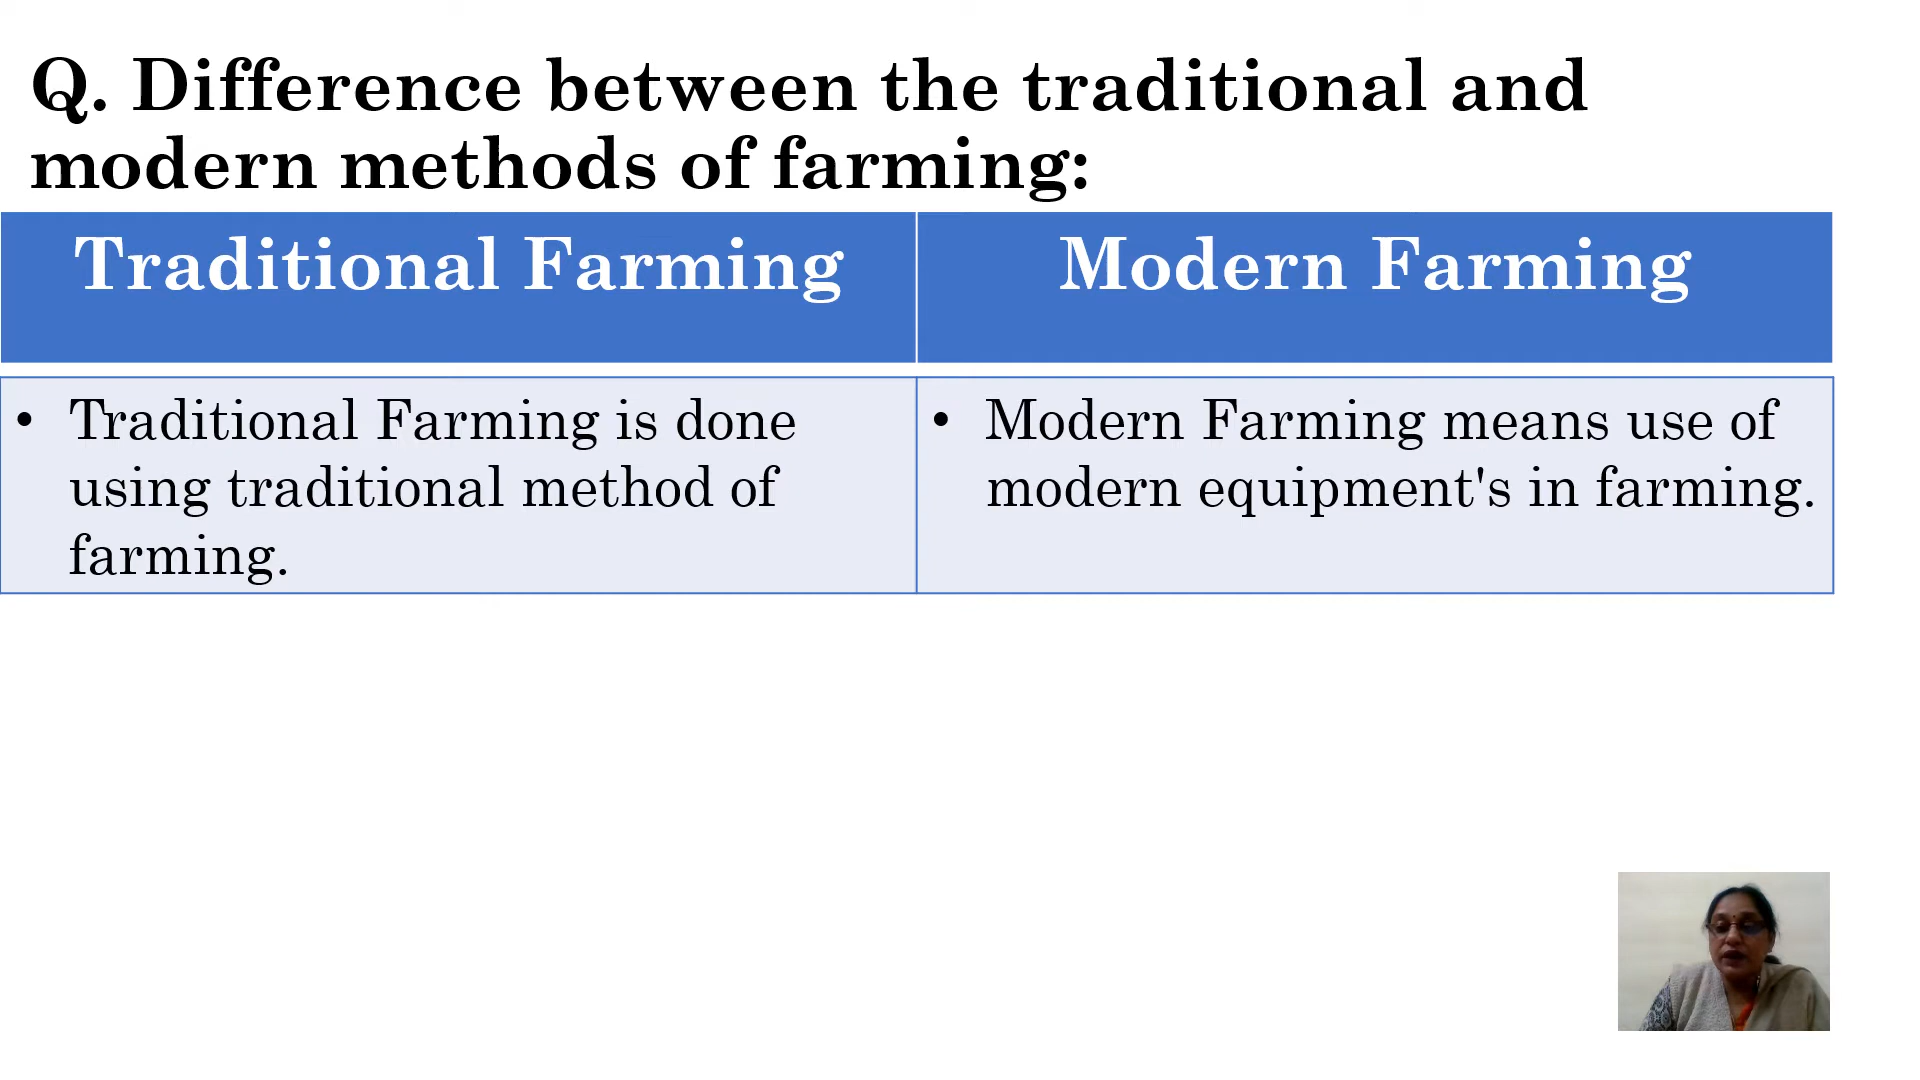 Q. Difference between the traditional and
modern methods of farming:
Traditional Farming
Modern Farming
• Traditional Farming is done
using traditional method of
farming.
• Modern Farming means use of
modern equipment's in farming.